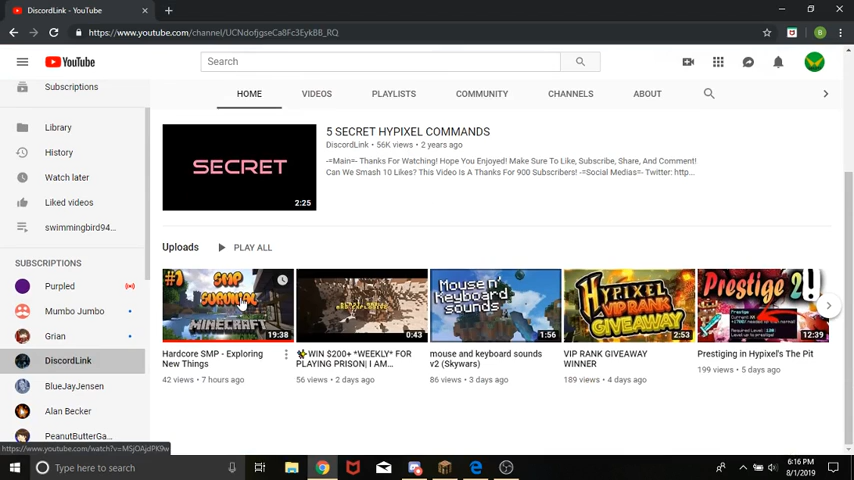 DiscordLink - YouTube
https://www.youtube.com/channel/UCNdofjgseCa8Fc3EykBB_RQ
YouTube
Search
B
Subscriptions
Library
History
Watch later
Liked videos
swimmingbird94...
SUBSCRIPTIONS
Purpled
Mumbo Jumbo
Grian
DiscordLink
BlueJayJensen
Alan Becker
PeanutButterGa...
HOME
VIDEOS
PLAYLISTS
COMMUNITY
CHANNELS
ABOUT
SECRET
2:25
5 SECRET HYPIXEL COMMANDS
DiscordLink • 56K views • 2 years ago
-=Main=- Thanks For Watching! Hope You Enjoyed! Make Sure To Like, Subscribe, Share, And Comment!
Can We Smash 10 Likes? This Video Is A Thanks For 900 Subscribers! -=Social Medias=- Twitter: http...
Uploads
PLAY ALL
#1 SMP
SURVIVAL
MINECRAFT
19:38
Hardcore SMP - Exploring
New Things
42 views • 7 hours ago
0:43
WIN $200+ *WEEKLY* FOR
PLAYING PRISON| I AM...
56 views • 2 days ago
Mouse n'
Keyboard
sounds
1:56
mouse and keyboard sounds
v2 (Skywars)
86 views • 3 days ago
HYPIXEL
VIP RANK
GIVEAWAY
2:53
VIP RANK GIVEAWAY
WINNER
189 views • 4 days ago
Prestige 2
Prestige
Prestiging in Hypixel's The Pit
199 views • 5 days ago
https://www.youtube.com/watch?v=MSjOAjdPK9w
Type here to search
6:16 PM
8/1/2019